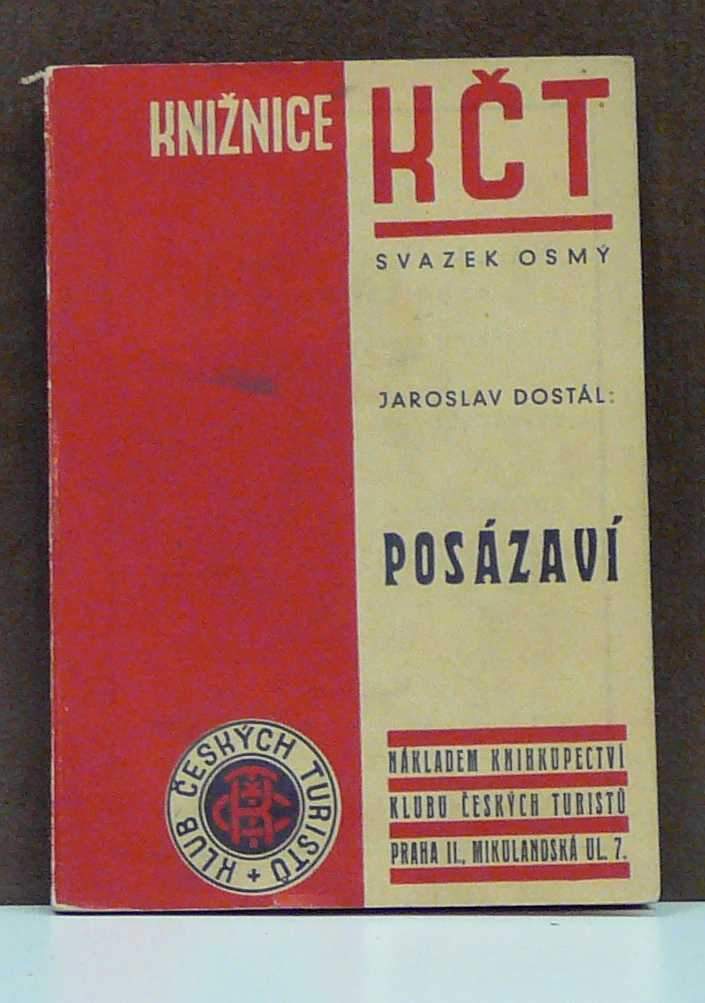 KNIŽNICE KČT
SVAZEK OSMÝ
JAROSLAV DOSTÁL:
POSÁZAVÍ
KLUB ČESKÝCH TURISTŮ +
NÁKLADEM KNIHKUPECTVÍ
KLUBU ČESKÝCH TURISTŮ
PRAHA II., MIKULANDSKÁ UL. 7.